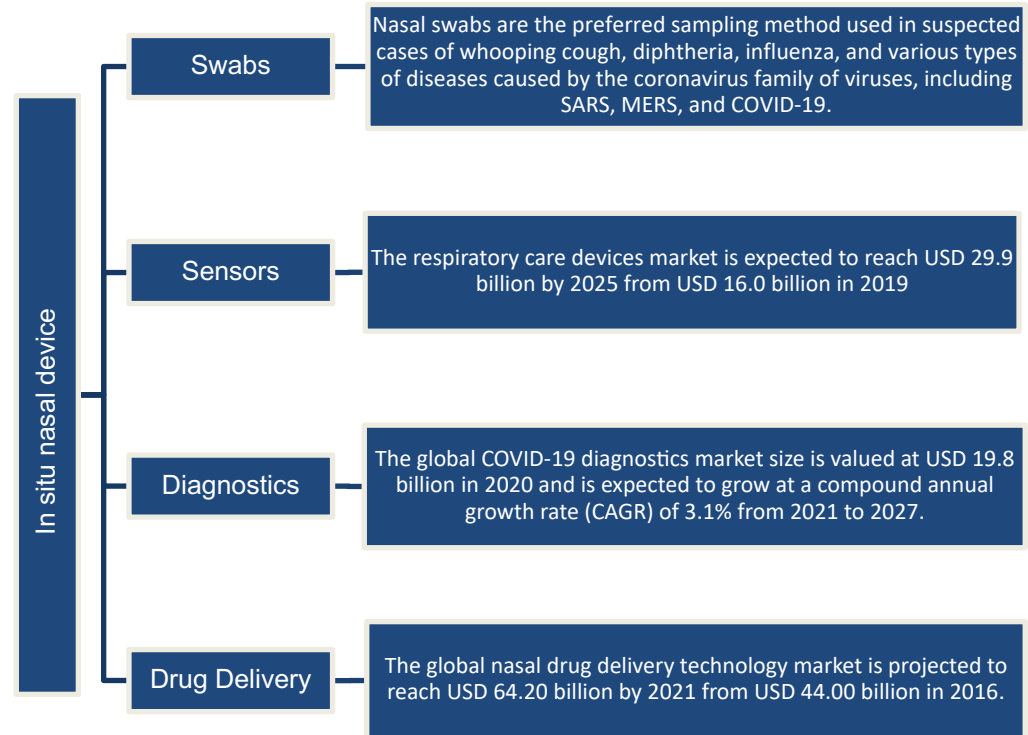 In situ nasal device
Swabs
Nasal swabs are the preferred sampling method used in suspected
cases of whooping cough, diphtheria, influenza, and various types
of diseases caused by the coronavirus family of viruses, including
SARS, MERS, and COVID-19.
Sensors
The respiratory care devices market is expected to reach USD 29.9
billion by 2025 from USD 16.0 billion in 2019
Diagnostics
The global COVID-19 diagnostics market size is valued at USD 19.8
billion in 2020 and is expected to grow at a compound annual
growth rate (CAGR) of 3.1% from 2021 to 2027.
Drug Delivery
The global nasal drug delivery technology market is projected to
reach USD 64.20 billion by 2021 from USD 44.00 billion in 2016.